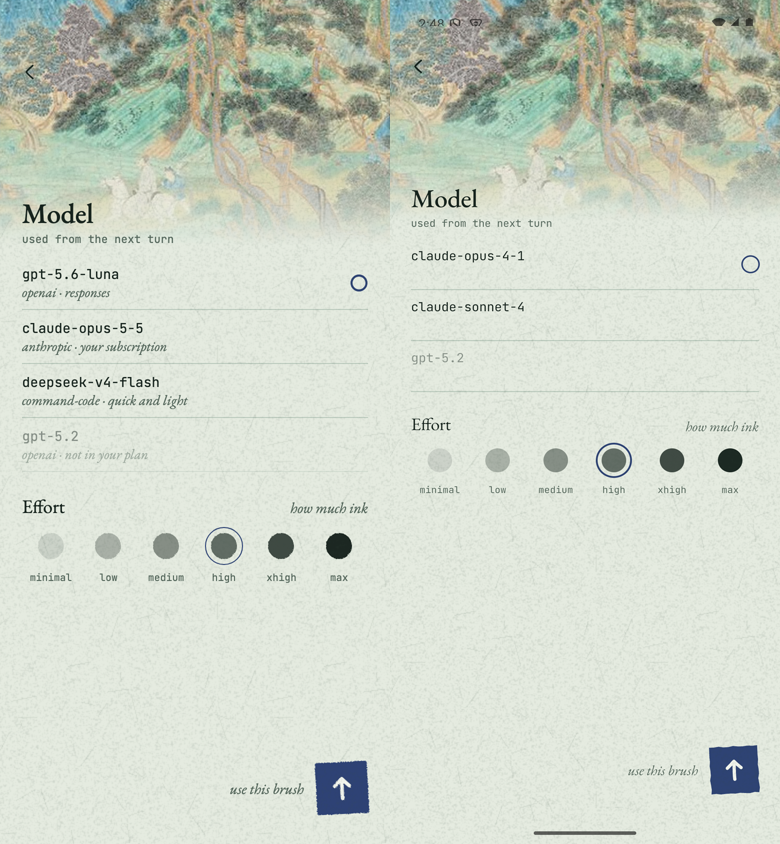 Model
used from the next turn
gpt-5.6-luna
openai · responses
claude-opus-5-5
anthropic · your subscription
deepseek-v4-flash
command-code · quick and light
gpt-5.2
openai · not in your plan
Effort
how much ink
minimal low medium high xhigh max
use this brush
2:48
Model
used from the next turn
claude-opus-4-1
claude-sonnet-4
gpt-5.2
Effort
how much ink
minimal low medium high xhigh max
use this brush